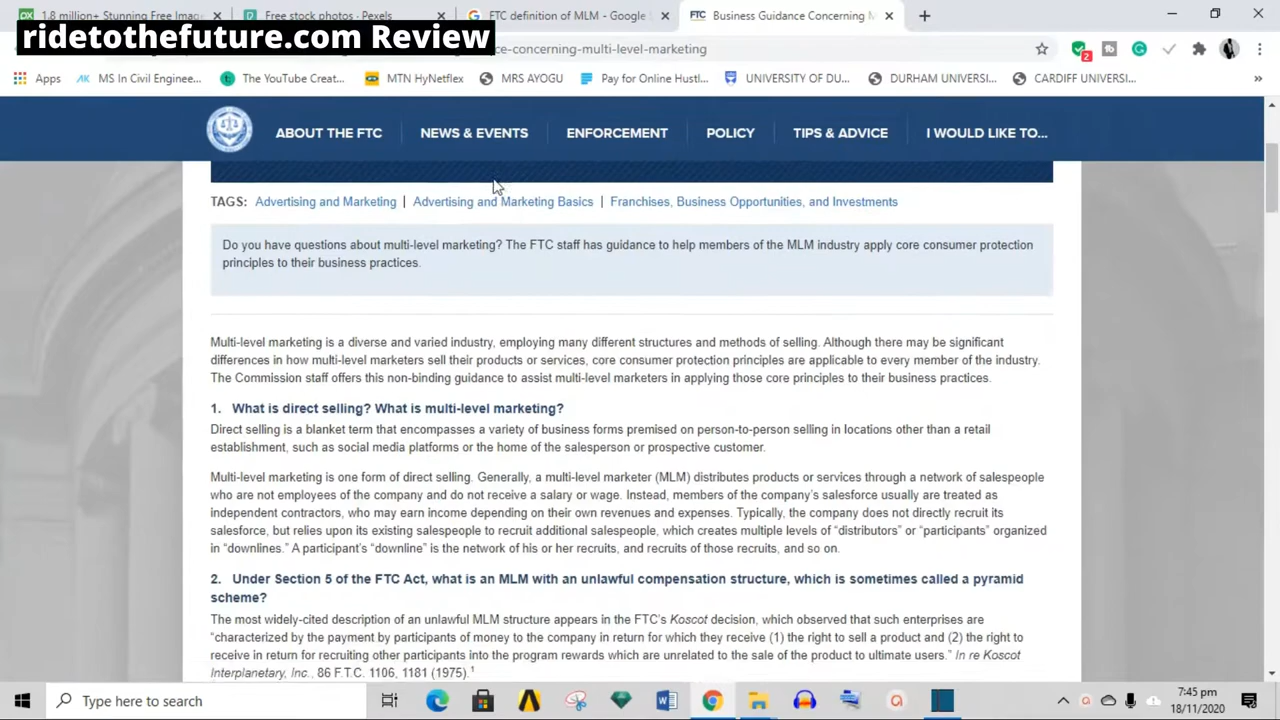 1.8 million+ Stunning Free Imag
Free stock photos · Pexels
FTC definition of MLM - Google
FTC Business Guidance Concerning M
ridetothefuture.com Review
ce-concerning-multi-level-marketing
2
Apps
AK MS In Civil Enginee...
The YouTube Creat...
MTN HyNetflex
MRS AYOGU
Pay for Online Hustl...
UNIVERSITY OF DU...
DURHAM UNIVERSI...
CARDIFF UNIVERSI...
»
ABOUT THE FTC
NEWS & EVENTS
ENFORCEMENT
POLICY
TIPS & ADVICE
I WOULD LIKE TO...
TAGS: Advertising and Marketing | Advertising and Marketing Basics | Franchises, Business Opportunities, and Investments
Do you have questions about multi-level marketing? The FTC staff has guidance to help members of the MLM industry apply core consumer protection
principles to their business practices.
Multi-level marketing is a diverse and varied industry, employing many different structures and methods of selling. Although there may be significant
differences in how multi-level marketers sell their products or services, core consumer protection principles are applicable to every member of the industry.
The Commission staff offers this non-binding guidance to assist multi-level marketers in applying those core principles to their business practices.
1. What is direct selling? What is multi-level marketing?
Direct selling is a blanket term that encompasses a variety of business forms premised on person-to-person selling in locations other than a retail
establishment, such as social media platforms or the home of the salesperson or prospective customer.
Multi-level marketing is one form of direct selling. Generally, a multi-level marketer (MLM) distributes products or services through a network of salespeople
who are not employees of the company and do not receive a salary or wage. Instead, members of the company's salesforce usually are treated as
independent contractors, who may earn income depending on their own revenues and expenses. Typically, the company does not directly recruit its
salesforce, but relies upon its existing salespeople to recruit additional salespeople, which creates multiple levels of “distributors” or “participants” organized
in “downlines.” A participant's “downline” is the network of his or her recruits, and recruits of those recruits, and so on.
2. Under Section 5 of the FTC Act, what is an MLM with an unlawful compensation structure, which is sometimes called a pyramid
scheme?
The most widely-cited description of an unlawful MLM structure appears in the FTC's Koscot decision, which observed that such enterprises are
“characterized by the payment by participants of money to the company in return for which they receive (1) the right to sell a product and (2) the right to
receive in return for recruiting other participants into the program rewards which are unrelated to the sale of the product to ultimate users.” In re Koscot
Interplanetary, Inc., 86 F.T.C. 1106, 1181 (1975).1
Type here to search
7:45 pm
18/11/2020